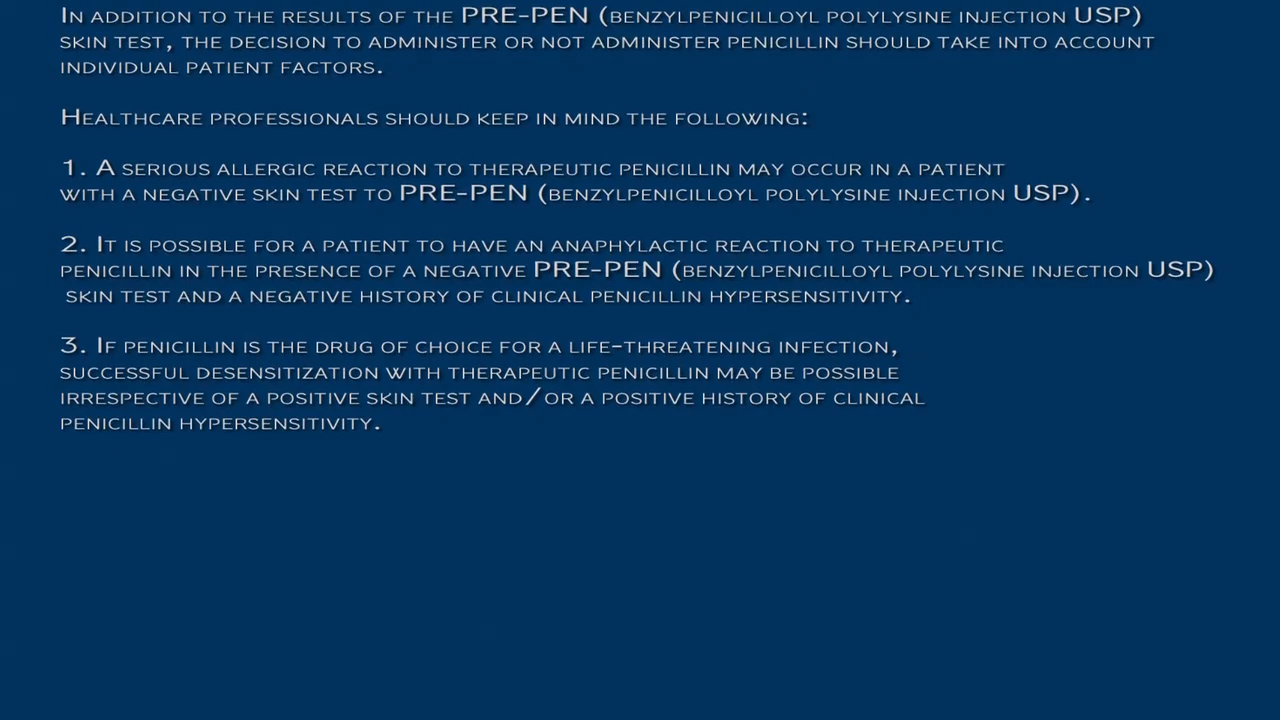 In addition to the results of the PRE-PEN (benzylpenicilloyl polylysine injection USP)
skin test, the decision to administer or not administer penicillin should take into account
individual patient factors.
Healthcare professionals should keep in mind the following:
1. A serious allergic reaction to therapeutic penicillin may occur in a patient
with a negative skin test to PRE-PEN (benzylpenicilloyl polylysine injection USP).
2. It is possible for a patient to have an anaphylactic reaction to therapeutic
penicillin in the presence of a negative PRE-PEN (benzylpenicilloyl polylysine injection USP)
skin test and a negative history of clinical penicillin hypersensitivity.
3. If penicillin is the drug of choice for a life-threatening infection,
successful desensitization with therapeutic penicillin may be possible
irrespective of a positive skin test and/or a positive history of clinical
penicillin hypersensitivity.